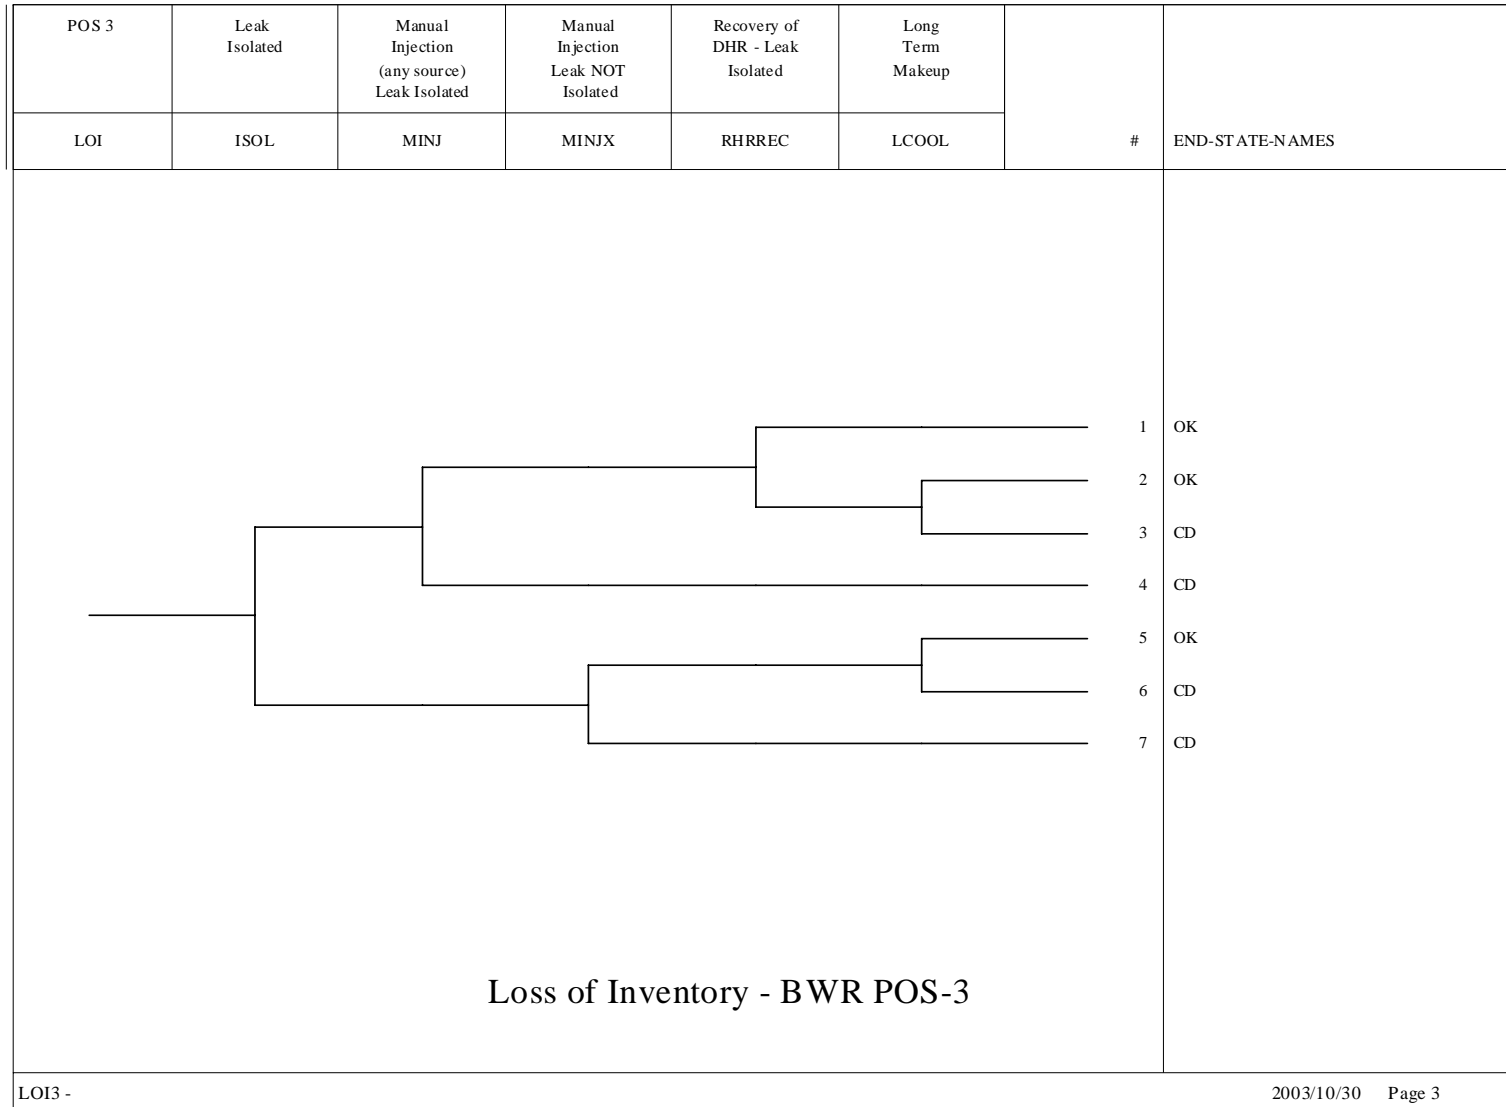 POS 3
Leak
Isolated
Manual
Injection
(any source)
Leak Isolated
Manual
Injection
Leak NOT
Isolated
Recovery of
DHR - Leak
Isolated
Long
Term
Makeup
LOI
ISOL
MINJ
MINJX
RHRREC
LCOOL
#
END-STATE-NAMES
1 OK
2 OK
3 CD
4 CD
5 OK
6 CD
7 CD
Loss of Inventory - BWR POS-3
LOI3 -
2003/10/30 Page 3